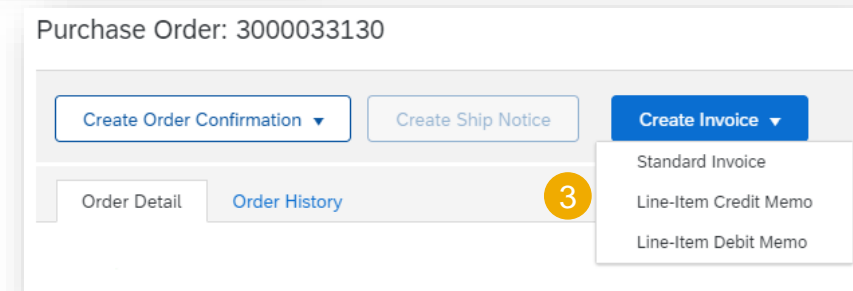 Purchase Order: 3000033130
Create Order Confirmation
Create Ship Notice
Create Invoice
Standard Invoice
Order Detail
Order History
3
Line-Item Credit Memo
Line-Item Debit Memo